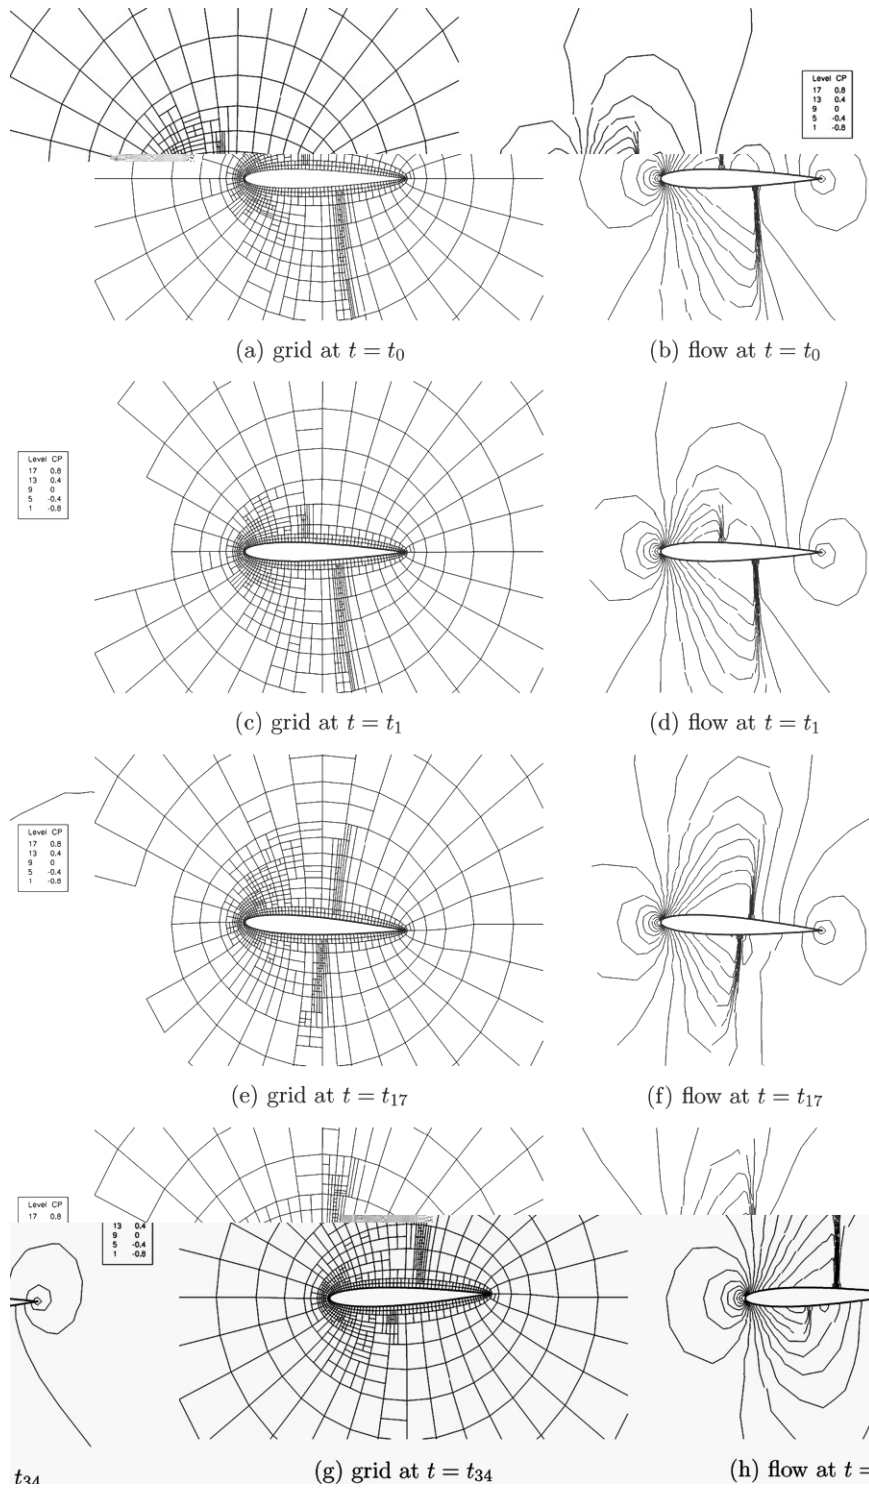 Level CP
17 0.8
13 0.4
9 0
5 -0.4
1 -0.8
(a) grid at t = t0
(b) flow at t = t0
Level CP
17 0.8
13 0.4
9 0
5 -0.4
1 -0.8
(c) grid at t = t1
(d) flow at t = t1
Level CP
17 0.8
13 0.4
9 0
5 -0.4
1 -0.8
(e) grid at t = t17
(f) flow at t = t17
Level CP
17 0.8
13 0.4
9 0
5 -0.4
1 -0.8
t34
(g) grid at t = t34
(h) flow at t =